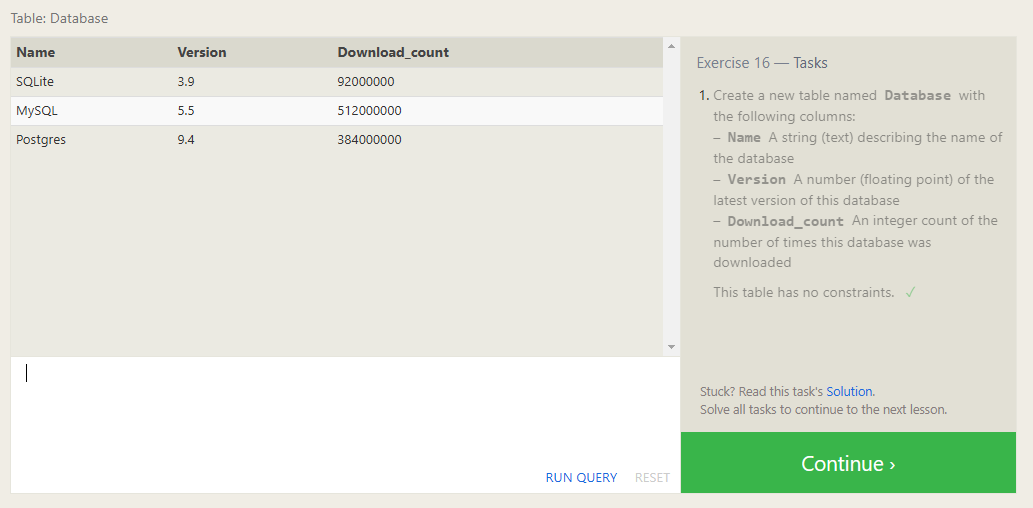 Table: Database
Name Version Download_count
SQLite 3.9 92000000
MySQL 5.5 512000000
Postgres 9.4 384000000
RUN QUERY RESET
Exercise 16 — Tasks
1. Create a new table named Database with
the following columns:
– Name A string (text) describing the name of
the database
– Version A number (floating point) of the
latest version of this database
– Download_count An integer count of the
number of times this database was
downloaded
This table has no constraints. ✓
Stuck? Read this task's Solution.
Solve all tasks to continue to the next lesson.
Continue ›